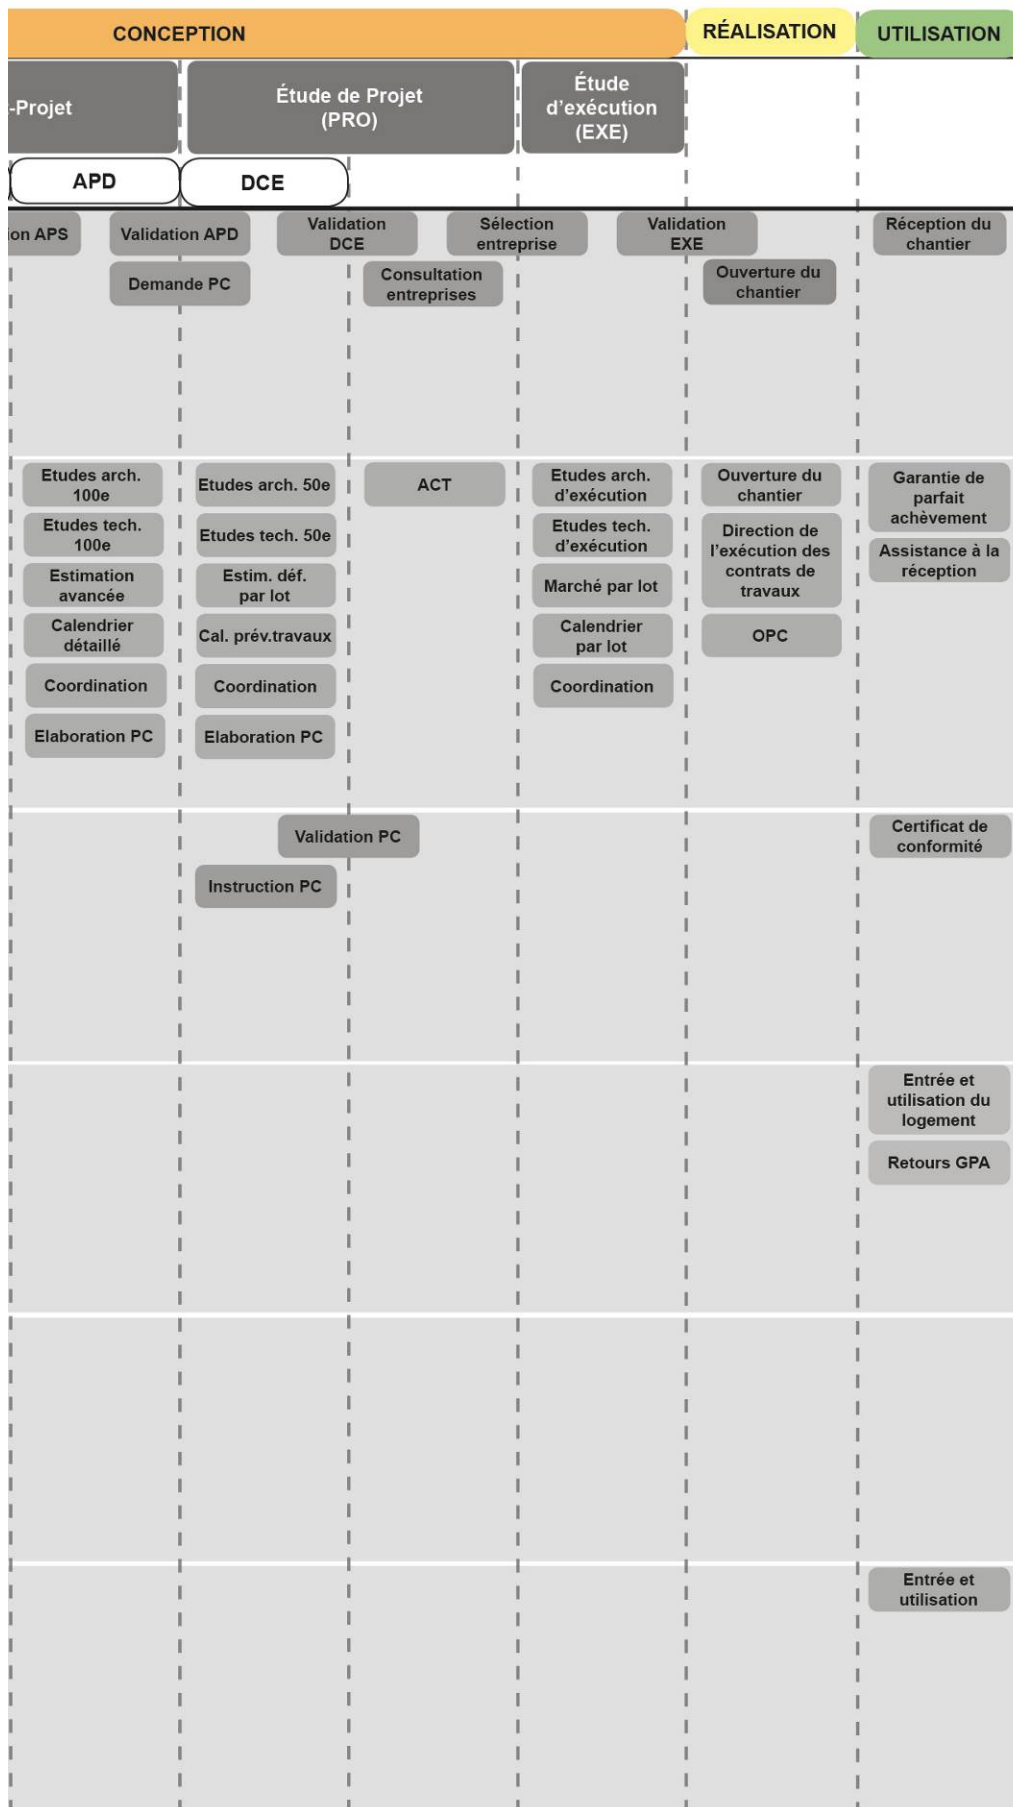 CONCEPTION
RÉALISATION
UTILISATION
-Projet
Étude de Projet
(PRO)
Étude
d'exécution
(EXE)
APD
DCE
ion APS
Validation APD
Validation
DCE
Sélection
entreprise
Validation
EXE
Réception du
chantier
Demande PC
Consultation
entreprises
Ouverture du
chantier
Etudes arch.
100e
Etudes arch. 50e
ACT
Etudes arch.
d'exécution
Ouverture du
chantier
Garantie de
parfait
achèvement
Etudes tech.
100e
Etudes tech. 50e
Etudes tech.
d'exécution
Direction de
l'exécution des
contrats de
travaux
Assistance à la
réception
Estimation
avancée
Estim. déf.
par lot
Marché par lot
Calendrier
détaillé
Cal. prév.travaux
Calendrier
par lot
OPC
Coordination
Coordination
Coordination
Elaboration PC
Elaboration PC
Validation PC
Certificat de
conformité
Instruction PC
Entrée et
utilisation du
logement
Retours GPA
Entrée et
utilisation